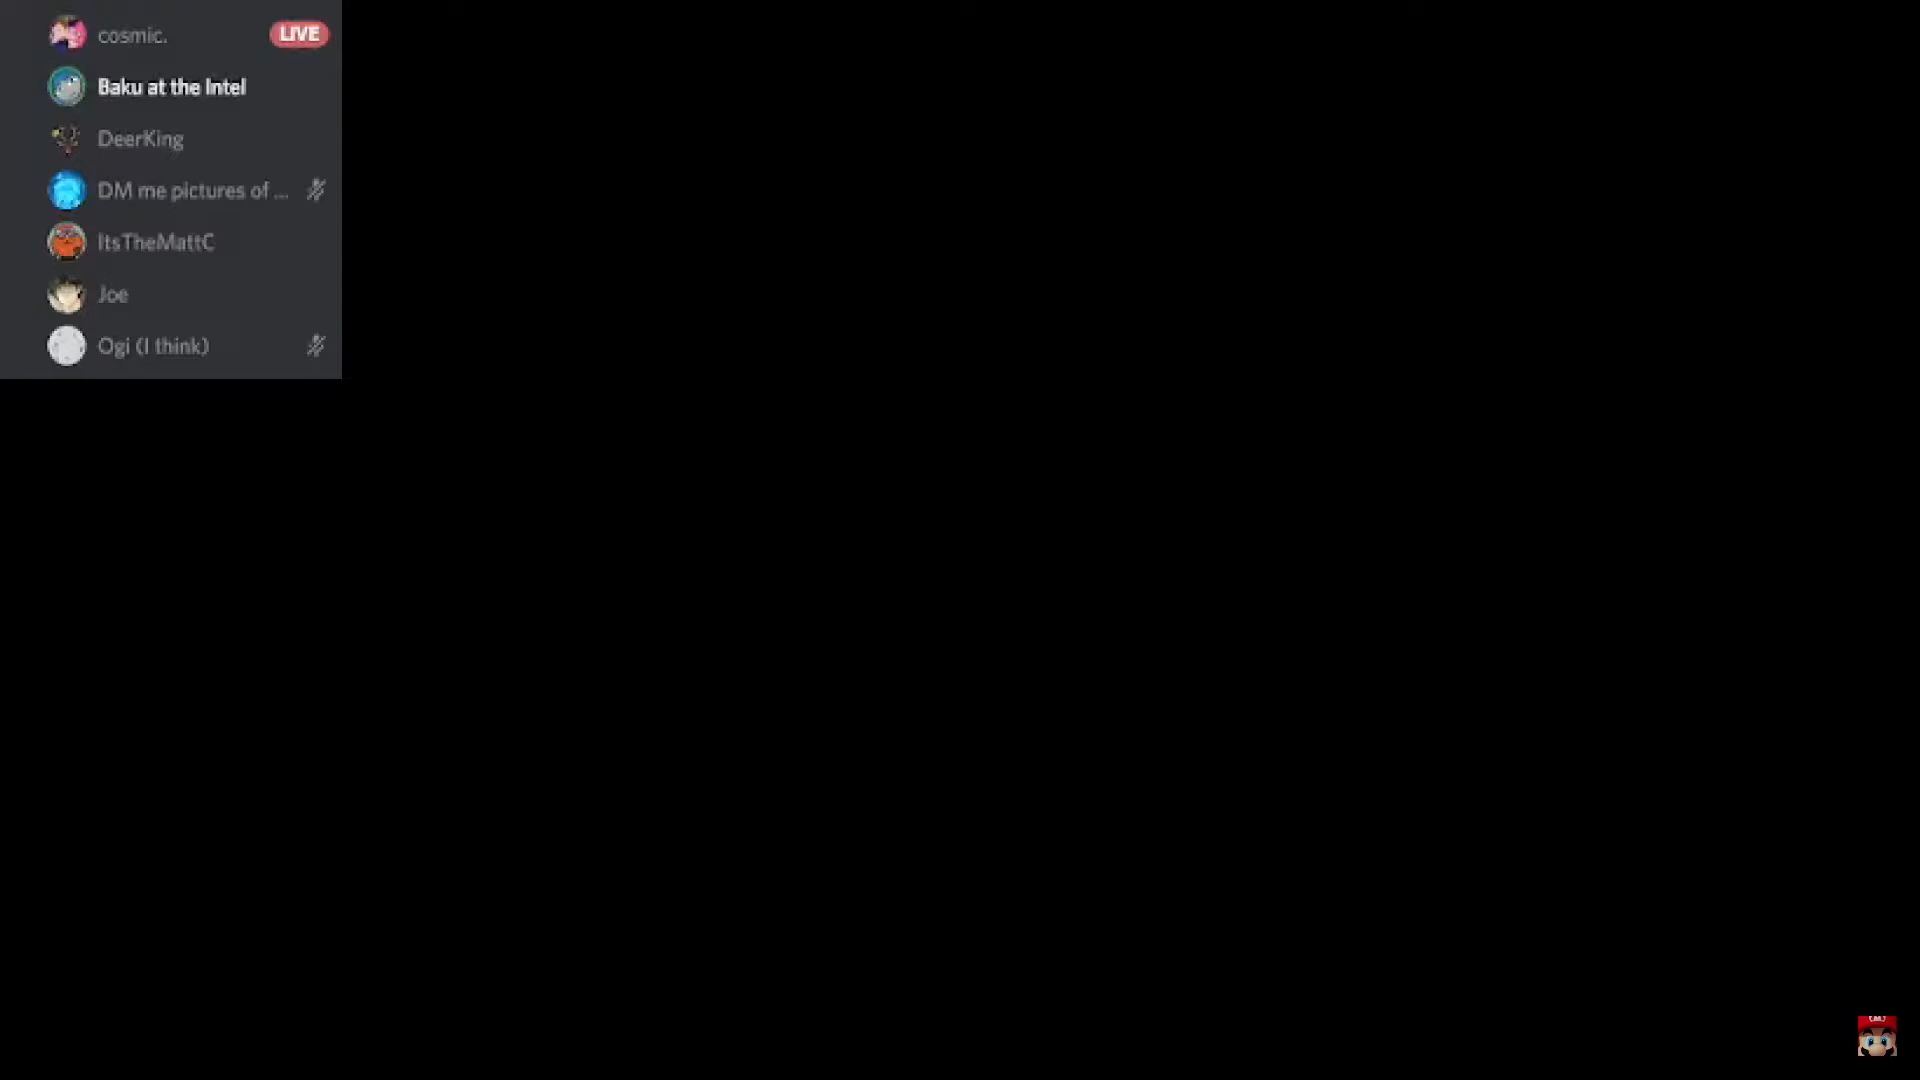 cosmic.
LIVE
Baku at the Intel
DeerKing
DM me pictures of ...
ItsTheMattC
Joe
Ogi (I think)
M